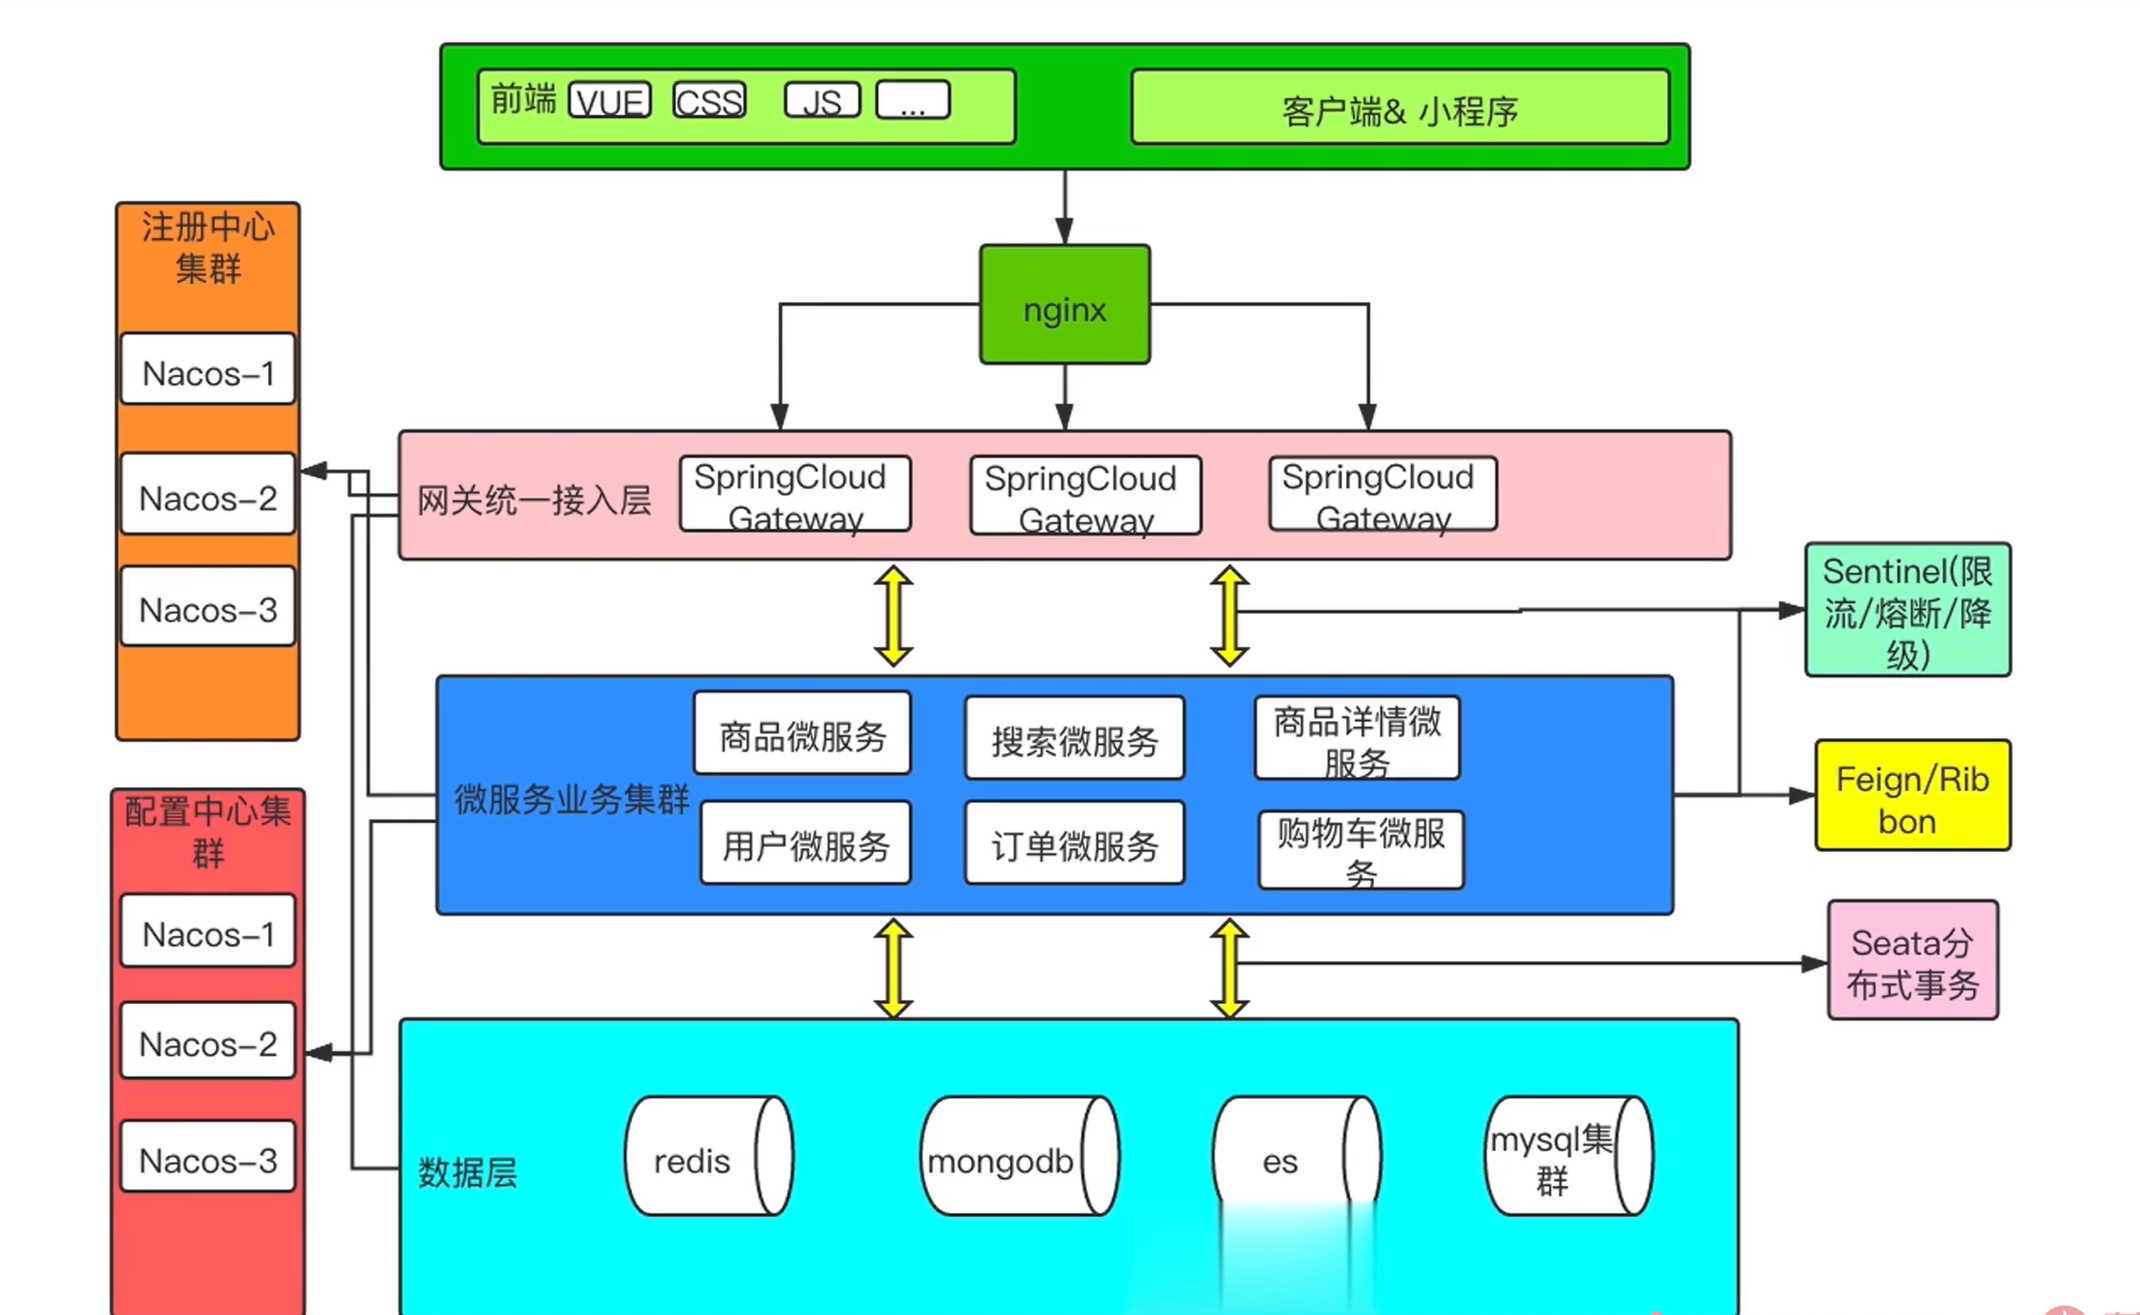 前端 VUE CSS JS ...
客户端& 小程序
注册中心
集群
Nacos-1
Nacos-2
Nacos-3
nginx
网关统一接入层
SpringCloud
Gateway
SpringCloud
Gateway
SpringCloud
Gateway
Sentinel(限
流/熔断/降
级)
微服务业务集群
商品微服务
搜索微服务
商品详情微
服务
用户微服务
订单微服务
购物车微服
务
Feign/Rib
bon
Seata分
布式事务
配置中心集
群
Nacos-1
Nacos-2
Nacos-3
数据层
redis
mongodb
es
mysql集
群